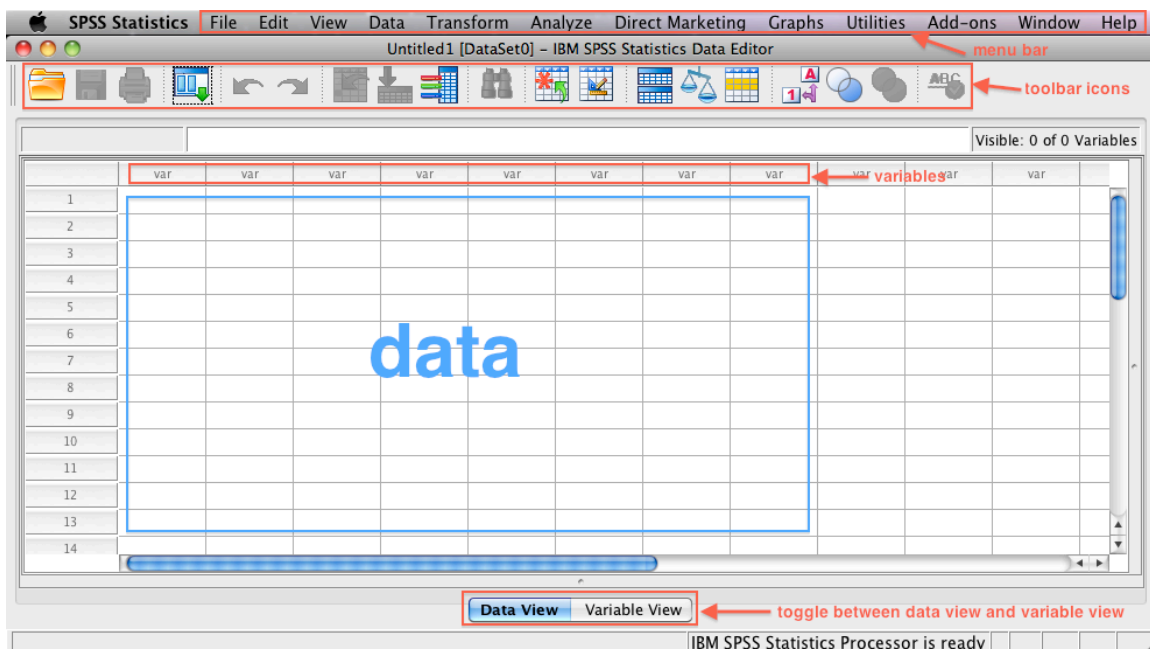 SPSS Statistics File Edit View Data Transform Analyze Direct Marketing Graphs Utilities Add-ons Window Help
Untitled1 [DataSet0] – IBM SPSS Statistics Data Editor
menu bar
A
1
ABC
toolbar icons
Visible: 0 of 0 Variables
var var var var var var var var var variables var var
1
2
3
4
5
6
7
8
9
10
11
12
13
14
data
Data View Variable View toggle between data view and variable view
IBM SPSS Statistics Processor is ready